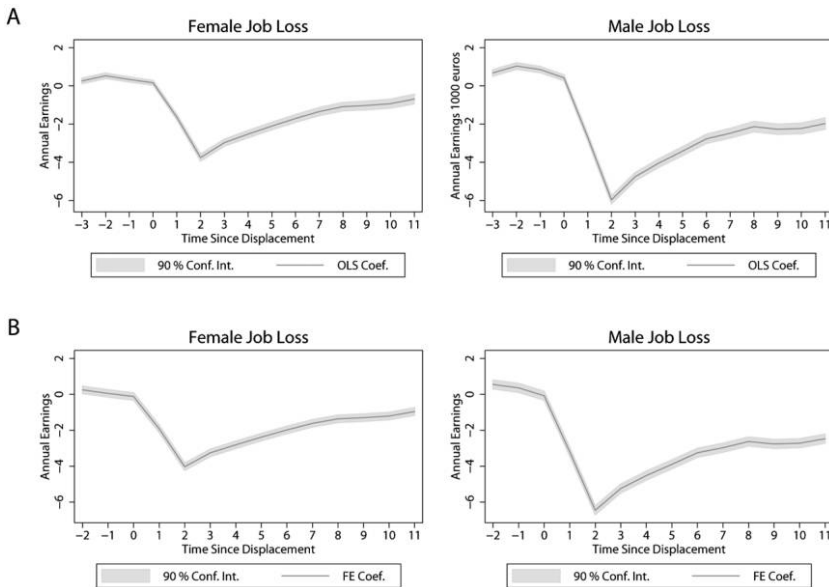 A
Female Job Loss
Annual Earnings
2
0
−2
−4
−6
−3 −2 −1 0 1 2 3 4 5 6 7 8 9 10 11
Time Since Displacement
90 % Conf. Int. OLS Coef.
Male Job Loss
Annual Earnings 1000 euros
2
0
−2
−4
−6
−3 −2 −1 0 1 2 3 4 5 6 7 8 9 10 11
Time Since Displacement
90 % Conf. Int. OLS Coef.
B
Female Job Loss
Annual Earnings
2
0
−2
−4
−6
−2 −1 0 1 2 3 4 5 6 7 8 9 10 11
Time Since Displacement
90 % Conf. Int. FE Coef.
Male Job Loss
Annual Earnings
2
0
−2
−4
−6
−2 −1 0 1 2 3 4 5 6 7 8 9 10 11
Time Since Displacement
90 % Conf. Int. FE Coef.